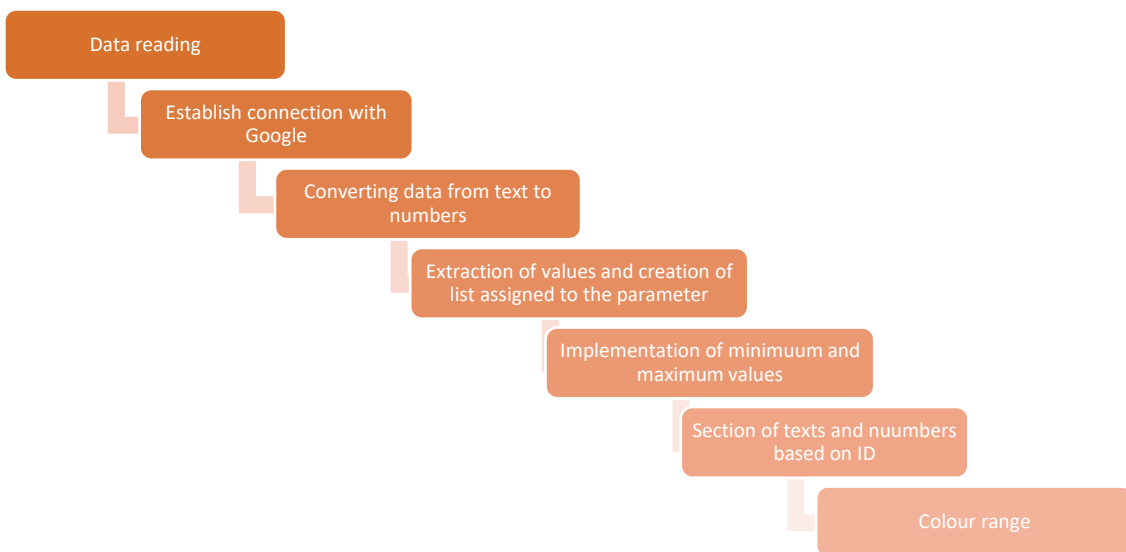 Data reading
Establish connection with
Google
Converting data from text to
numbers
Extraction of values and creation of
list assigned to the parameter
Implementation of minimuum and
maximum values
Section of texts and nuumbers
based on ID
Colour range